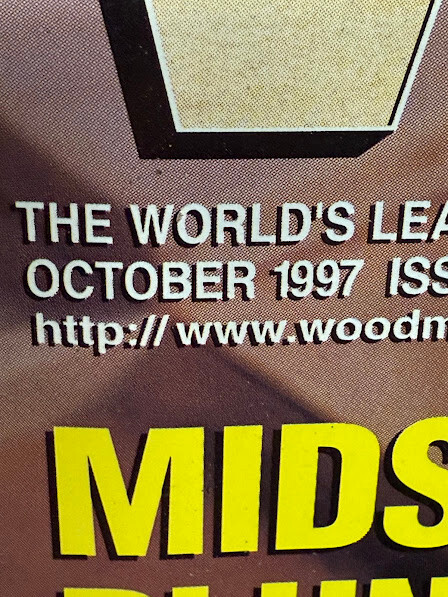 THE WORLD'S LEA
OCTOBER 1997 ISS
http://www.woodm
MIDS